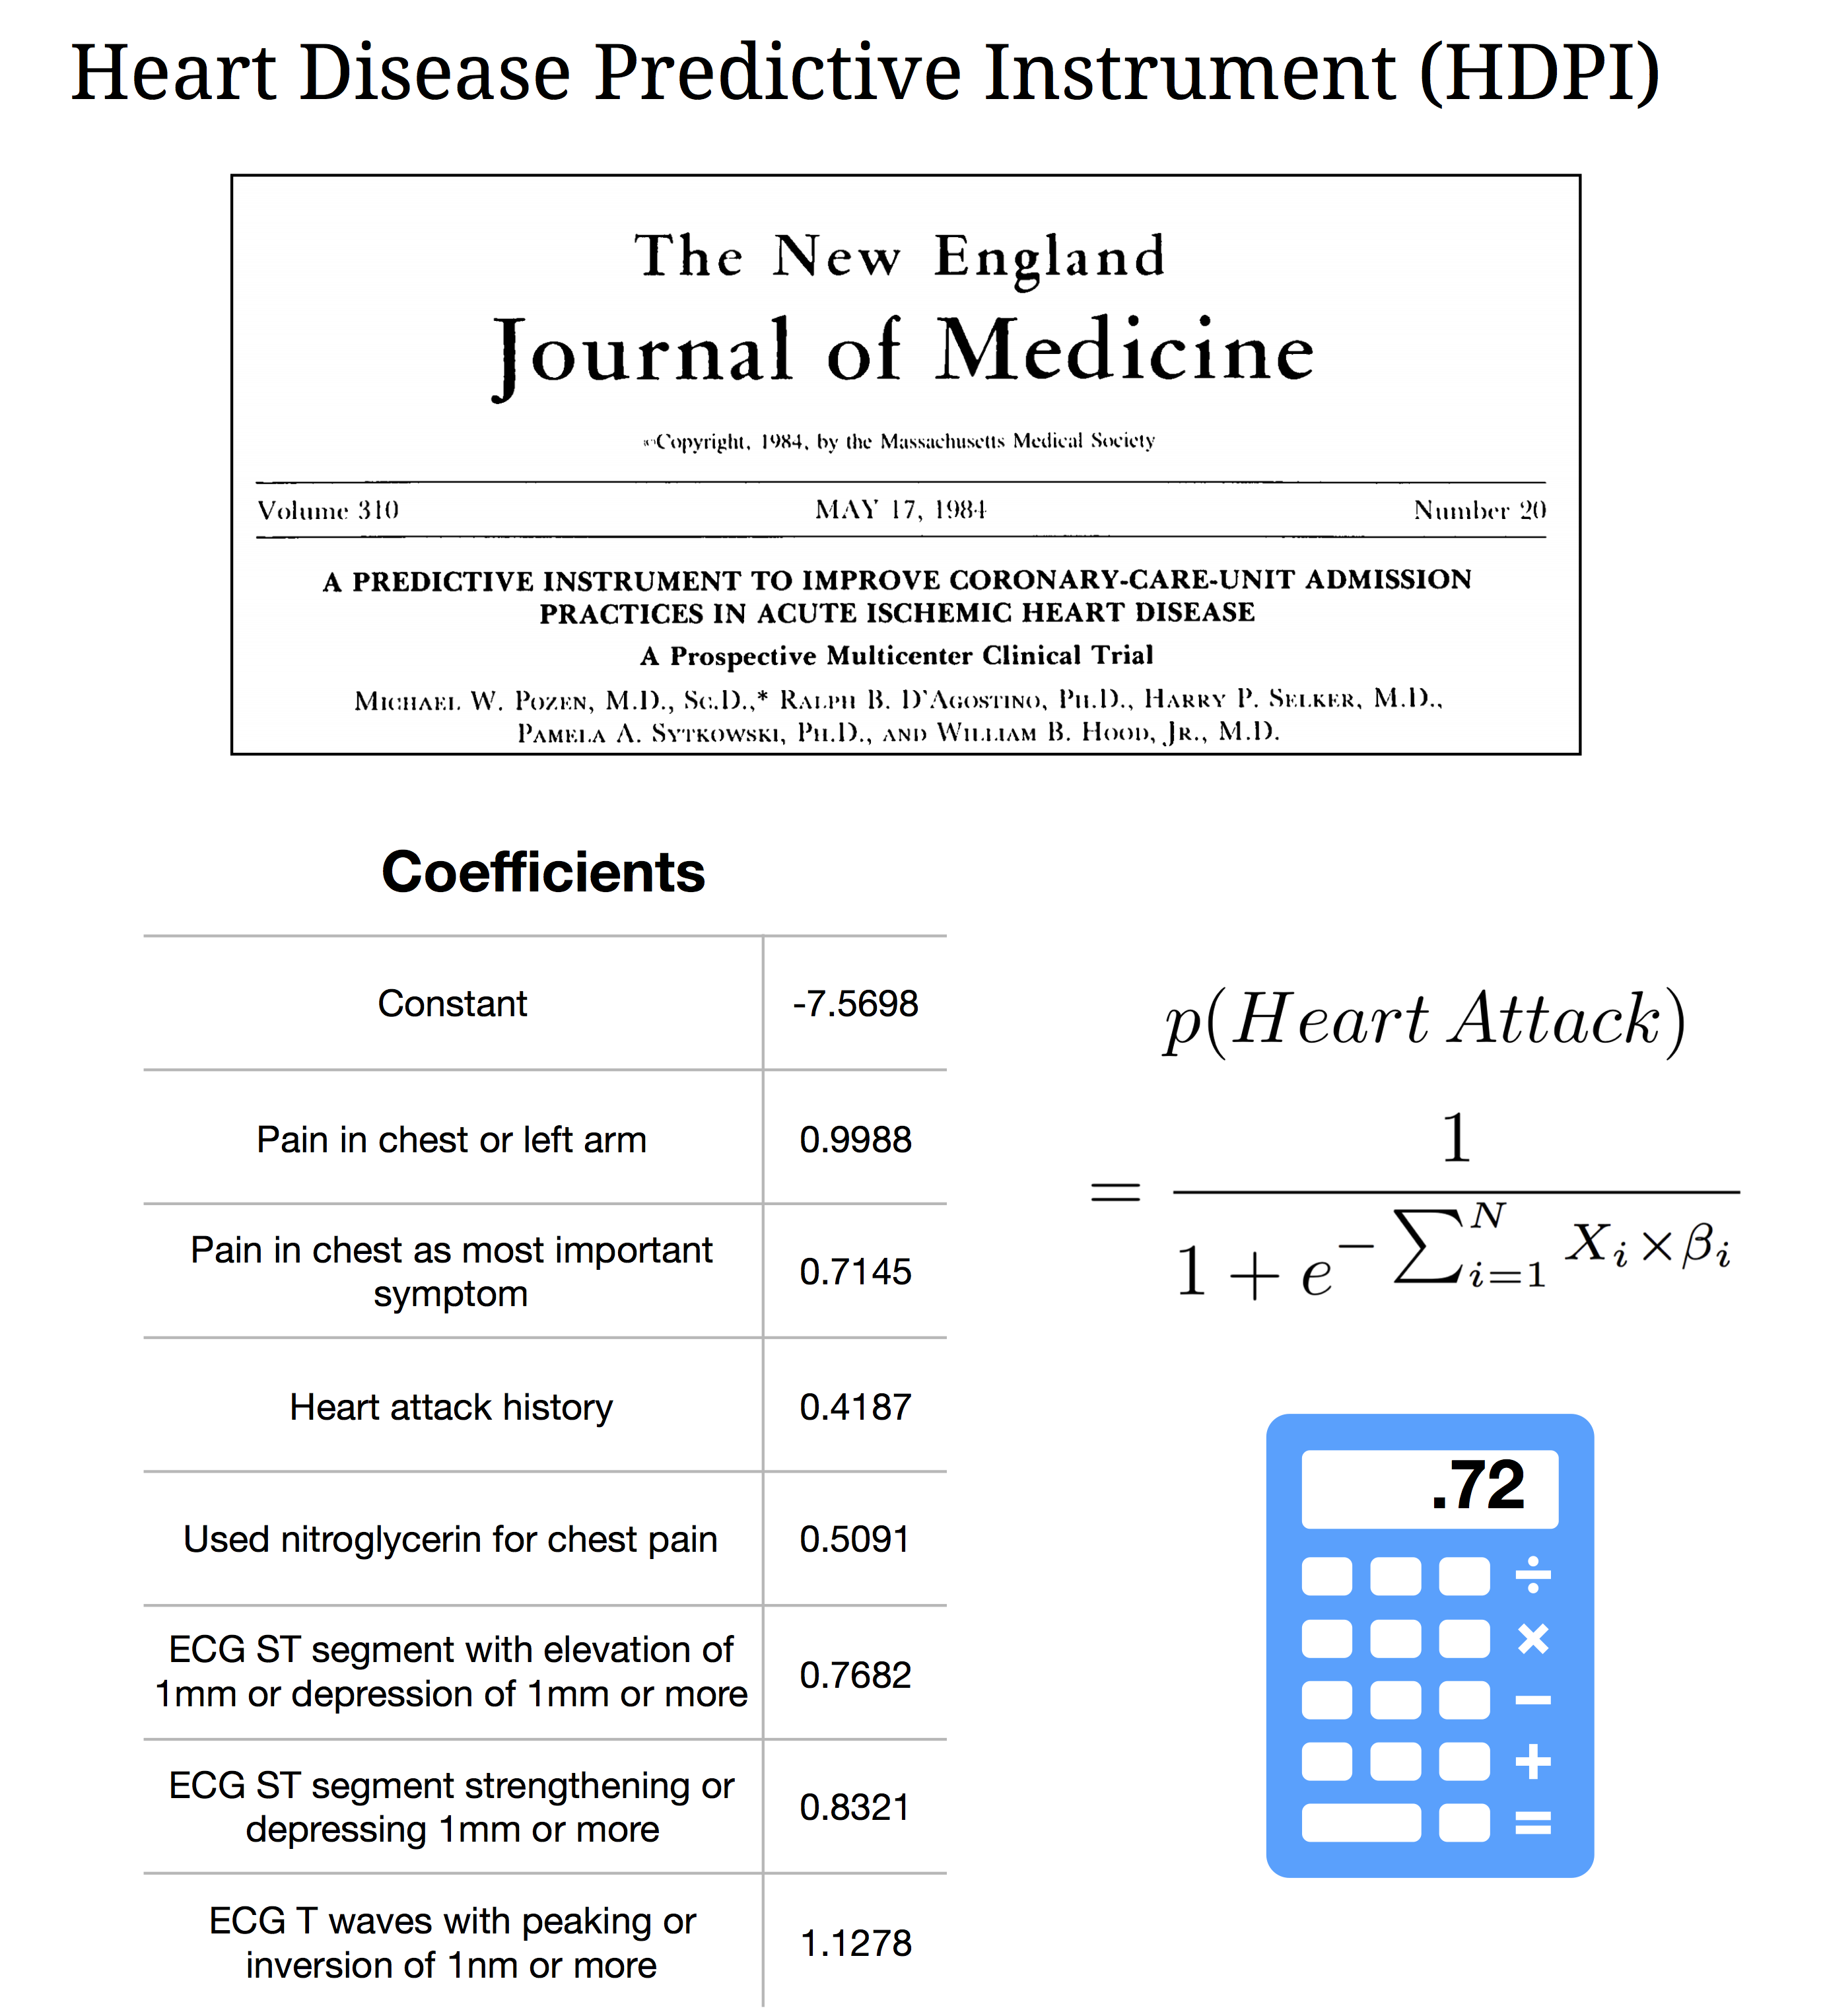 Heart Disease Predictive Instrument (HDPI)
The New England
Journal of Medicine
©Copyright, 1984, by the Massachusetts Medical Society
Volume 310 MAY 17, 1984 Number 20
A PREDICTIVE INSTRUMENT TO IMPROVE CORONARY-CARE-UNIT ADMISSION
PRACTICES IN ACUTE ISCHEMIC HEART DISEASE
A Prospective Multicenter Clinical Trial
Michael W. Pozen, M.D., Sc.D.,* Ralph B. D'Agostino, Ph.D., Harry P. Selker, M.D.,
Pamela A. Sytkowski, Ph.D., and William B. Hood, Jr., M.D.
Coefficients
Constant -7.5698
Pain in chest or left arm 0.9988
Pain in chest as most important
symptom 0.7145
Heart attack history 0.4187
Used nitroglycerin for chest pain 0.5091
ECG ST segment with elevation of
1mm or depression of 1mm or more 0.7682
ECG ST segment strengthening or
depressing 1mm or more 0.8321
ECG T waves with peaking or
inversion of 1nm or more 1.1278
p(Heart Attack)
= 1 / 1 + e^{-∑_{i=1}^{N} X_i × β_i}
.72
÷
×
−
+
=